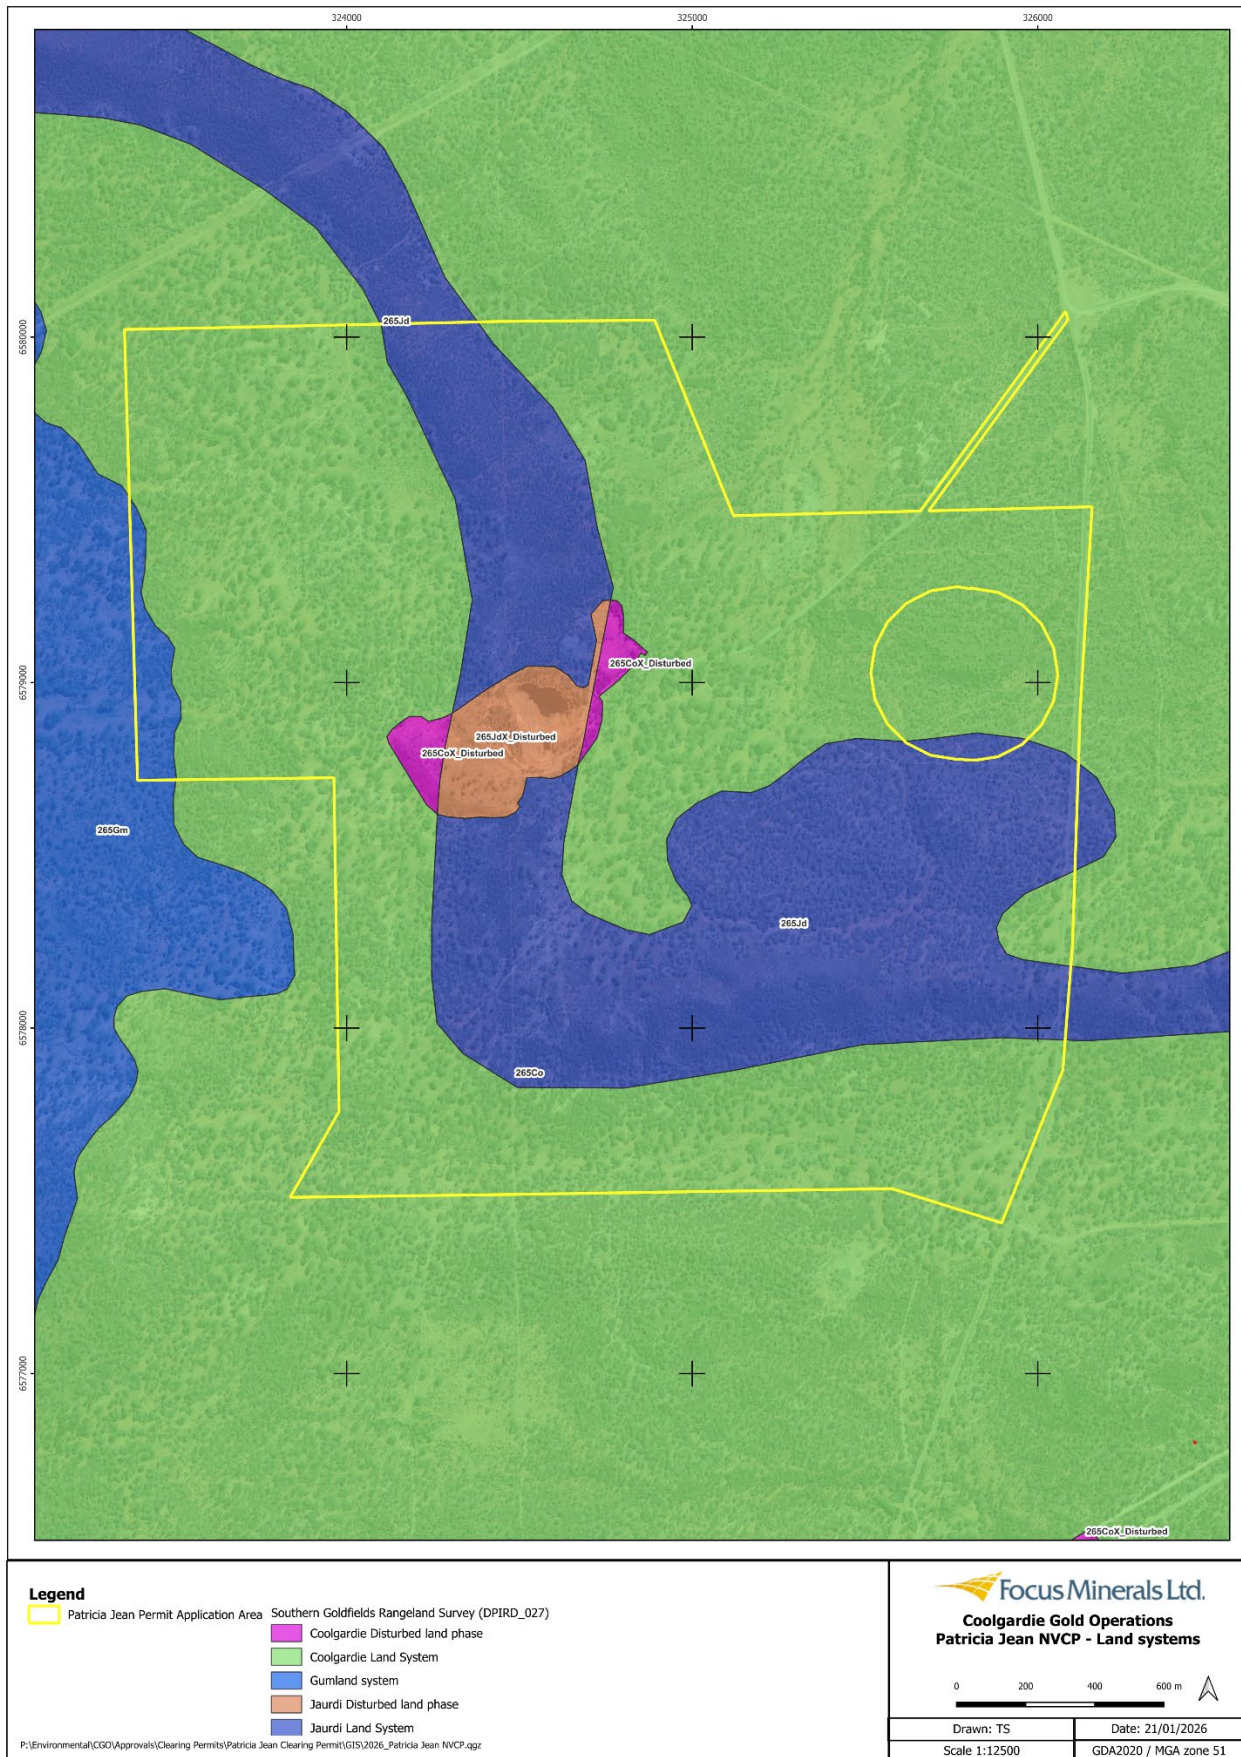 324000
325000
326000
6580000
265Jd
265CoX_Disturbed
6579000
265JdX_Disturbed
265CoX_Disturbed
265Gm
265Jd
6578000
265Co
6577000
265CoX_Disturbed
Legend
Patricia Jean Permit Application Area
Southern Goldfields Rangeland Survey (DPIRD_027)
Coolgardie Disturbed land phase
Coolgardie Land System
Gumland system
Jaurdi Disturbed land phase
Jaurdi Land System
P:\Environmental\CGO\Approvals\Clearing Permits\Patricia Jean Clearing Permit\GIS\2026_Patricia Jean NVCP.qgz
Focus Minerals Ltd.
Coolgardie Gold Operations
Patricia Jean NVCP - Land systems
0 200 400 600 m
Drawn: TS
Date: 21/01/2026
Scale 1:12500
GDA2020 / MGA zone 51